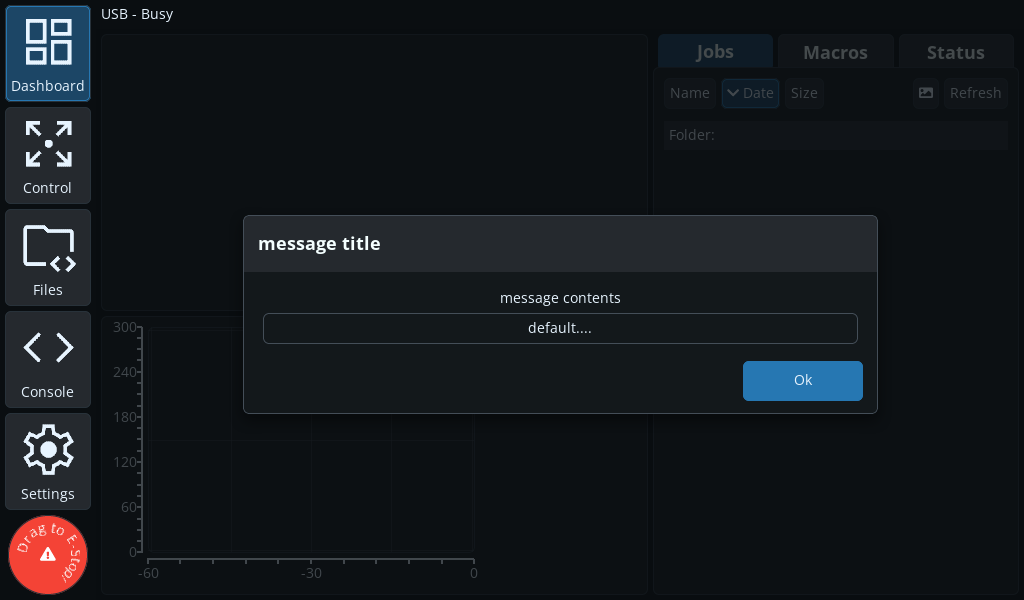 USB - Busy
Dashboard
Control
Files
Console
Settings
Drag to E-Stop!
Jobs
Macros
Status
Name
Date
Size
Refresh
Folder:
message title
message contents
default....
Ok
300
240
180
120
60
0
-60
-30
0